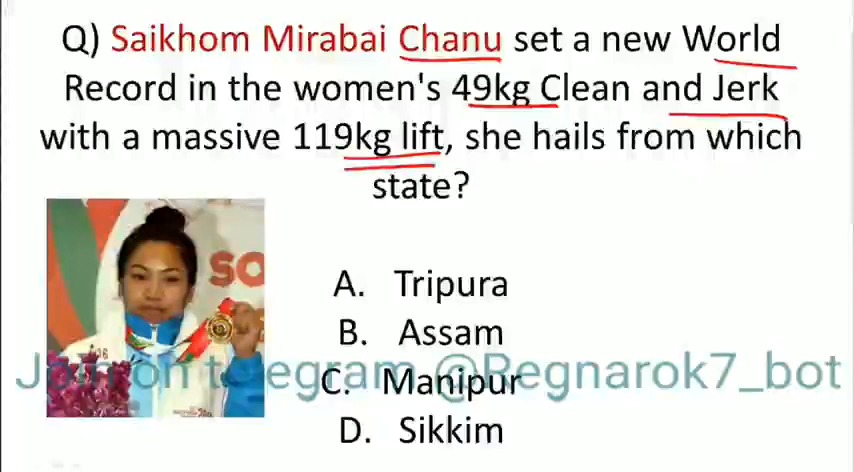 Q) Saikhom Mirabai Chanu set a new World
Record in the women's 49kg Clean and Jerk
with a massive 119kg lift, she hails from which
state?
SO
A. Tripura
B. Assam
Join on telegram @Regnarok7_bot
C. Manipur
D. Sikkim